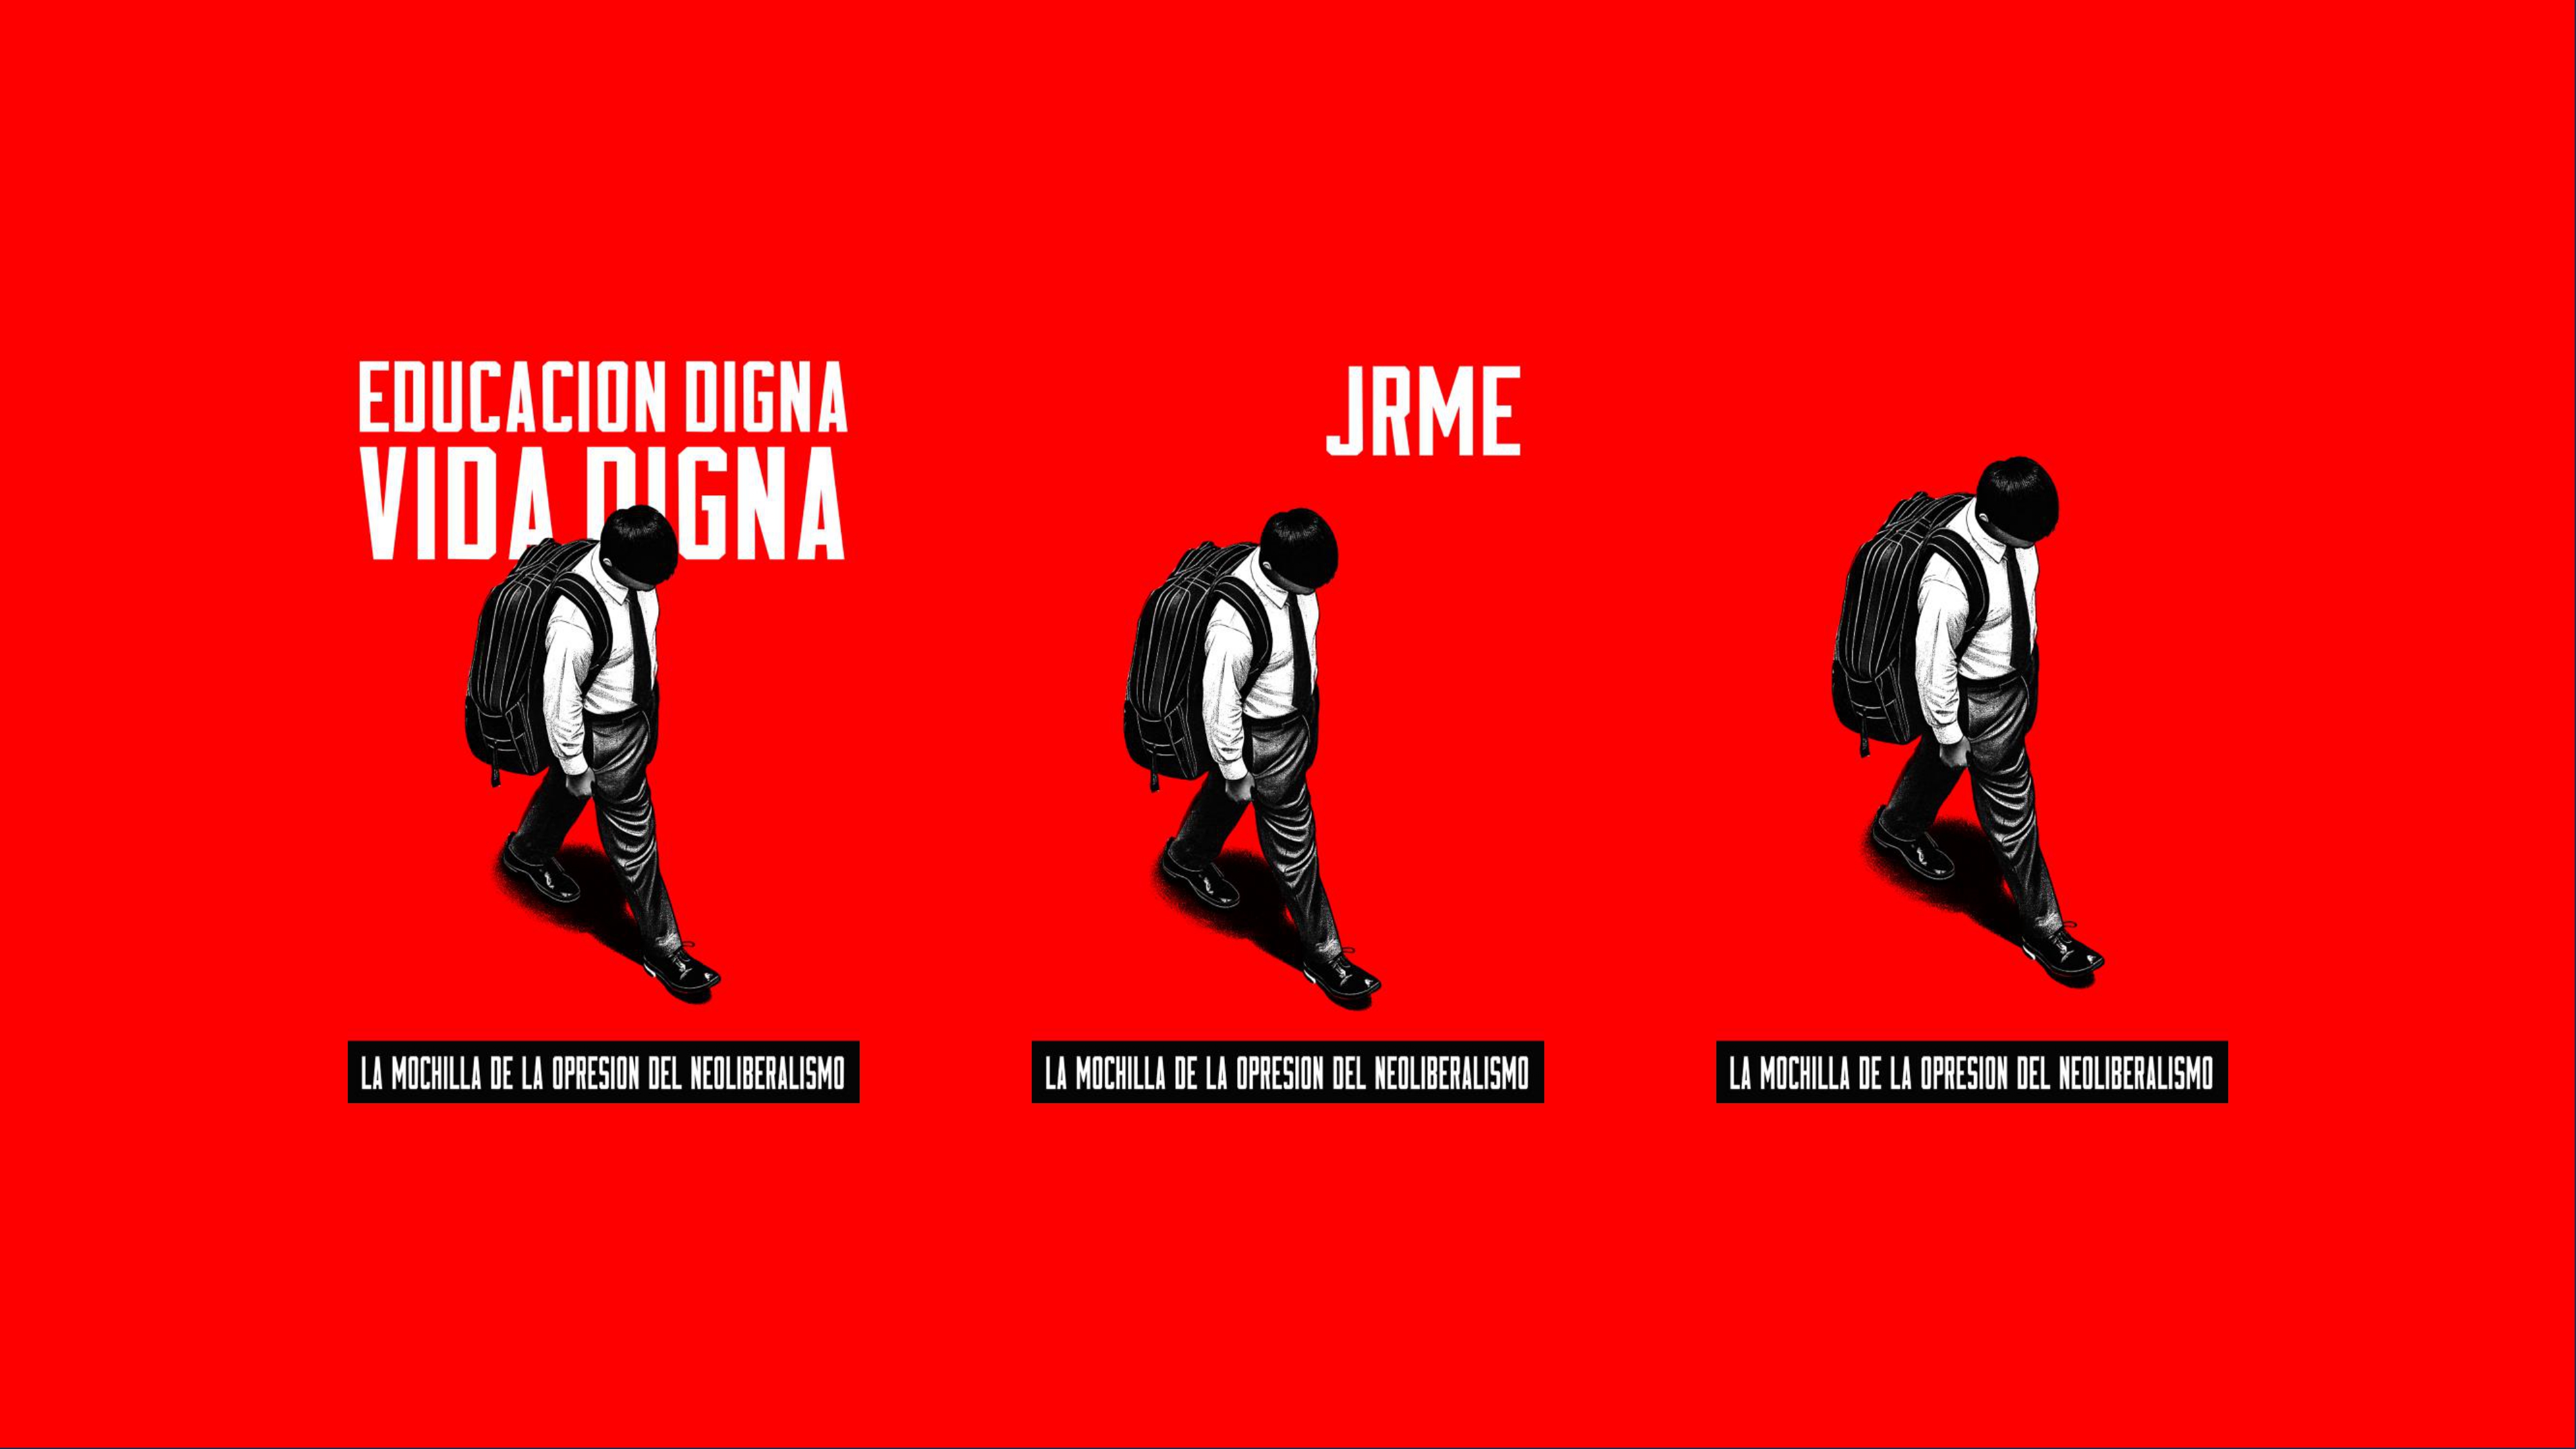 EDUCACION DIGNA
VIDA DIGNA
LA MOCHILLA DE LA OPRESION DEL NEOLIBERALISMO
JRME
LA MOCHILLA DE LA OPRESION DEL NEOLIBERALISMO
LA MOCHILLA DE LA OPRESION DEL NEOLIBERALISMO